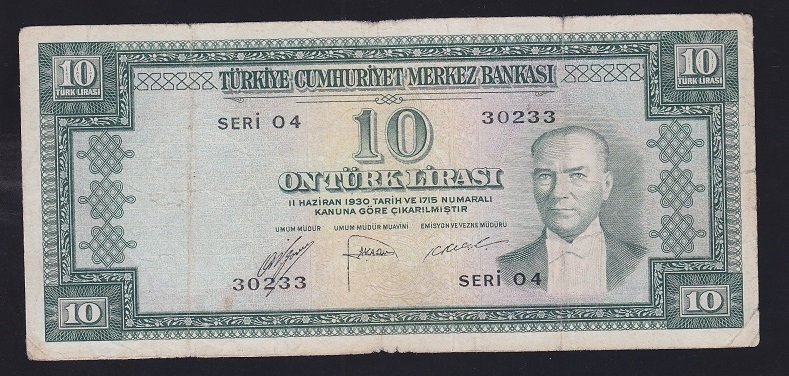 10 TÜRK LİRASI
TÜRKİYE CUMHURİYET MERKEZ BANKASI
10 TÜRK LİRASI
SERİ O4
10
30233
ON TÜRK LİRASI
11 HAZİRAN 1930 TARİH VE 1715 NUMARALI
KANUNA GÖRE ÇIKARILMIŞTIR
UMUM MÜDÜR UMUM MÜDÜR MUAVİNİ EMİSYON VE VEZNE MÜDÜRÜ
30233
SERİ O4
10
10